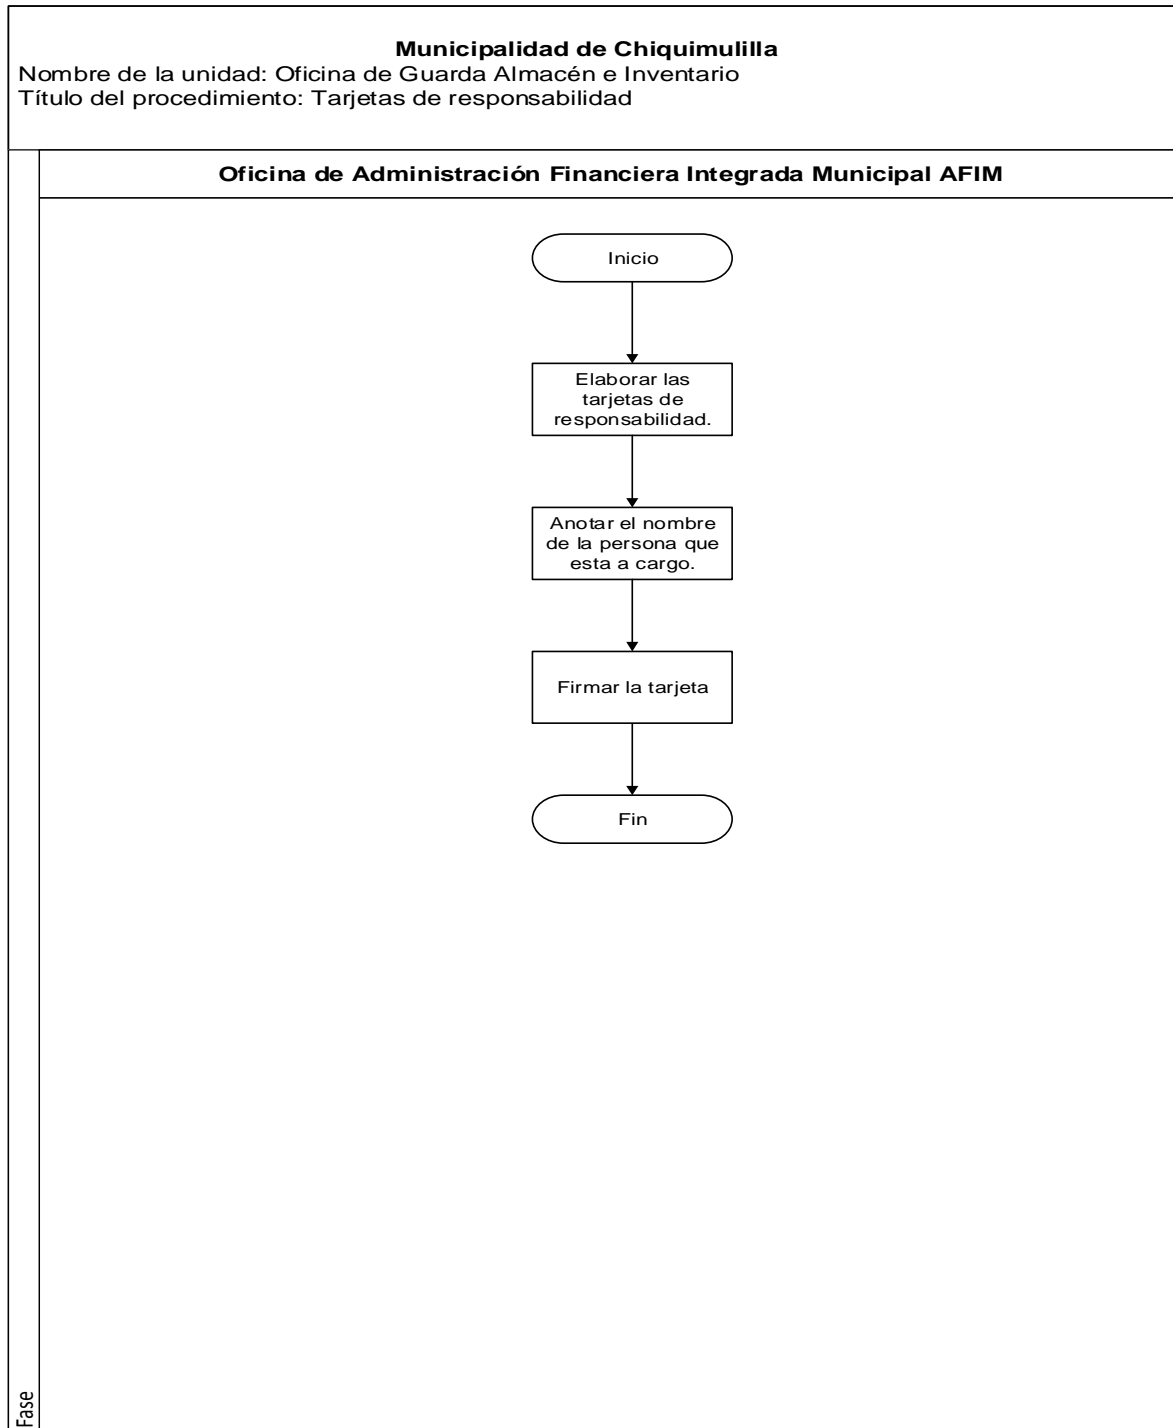 Municipalidad de Chiquimulilla
Nombre de la unidad: Oficina de Guarda Almacén e Inventario
Título del procedimiento: Tarjetas de responsabilidad
Oficina de Administración Financiera Integrada Municipal AFIM
Inicio
Elaborar las
tarjetas de
responsabilidad.
Anotar el nombre
de la persona que
esta a cargo.
Firmar la tarjeta
Fin
Fase